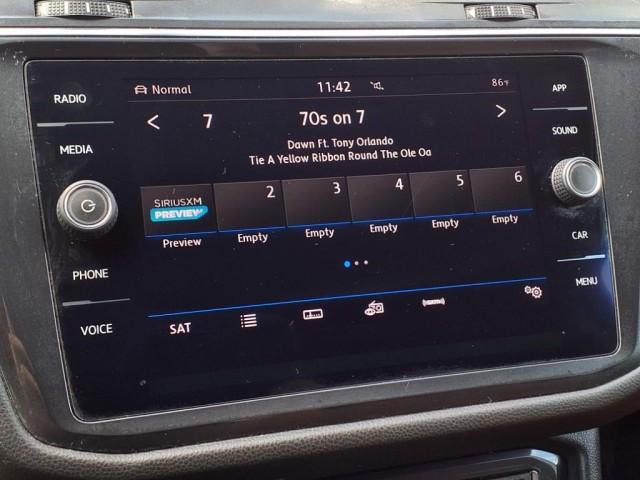 RADIO
MEDIA
PHONE
VOICE
Normal 11:42 86°F
< 7 70s on 7 >
Dawn Ft. Tony Orlando
Tie A Yellow Ribbon Round The Ole Oa
SIRIUSXM 2 3 4 5 6
PREVIEW
Preview Empty Empty Empty Empty Empty
SAT
APP
SOUND
CAR
MENU